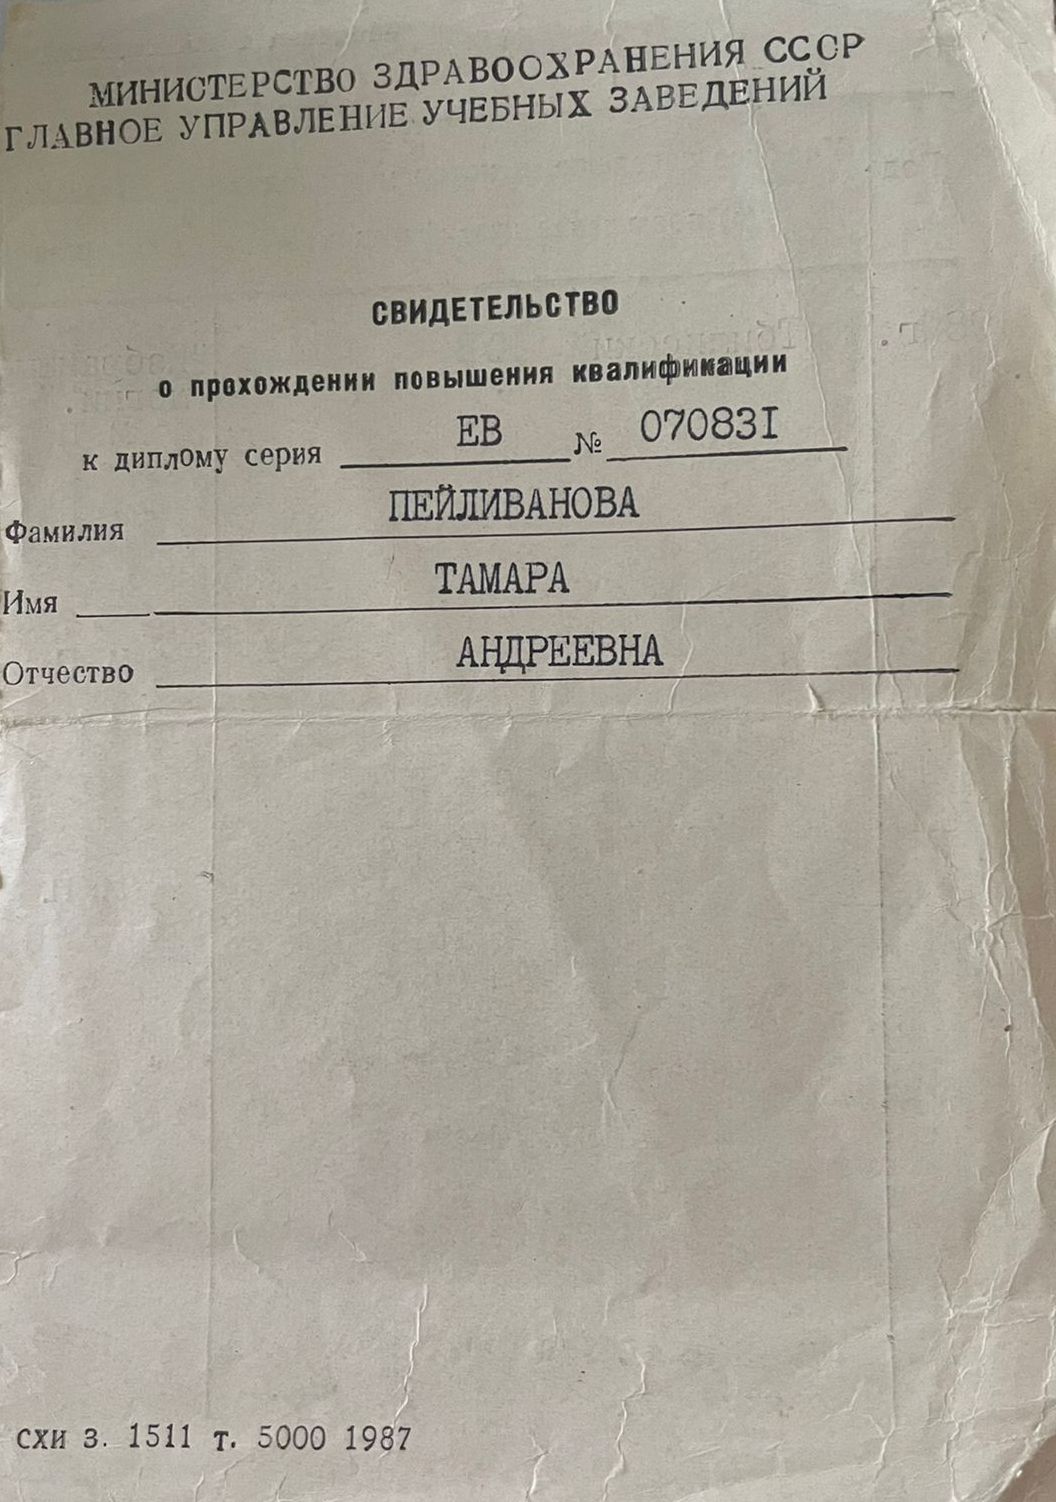 МИНИСТЕРСТВО ЗДРАВООХРАНЕНИЯ СССР
ГЛАВНОЕ УПРАВЛЕНИЕ УЧЕБНЫХ ЗАВЕДЕНИЙ
СВИДЕТЕЛЬСТВО
о прохождении повышения квалификации
к диплому серия ЕВ № 070831
Фамилия ПЕЙЛИВАНОВА
Имя ТАМАРА
Отчество АНДРЕЕВНА
СХИ З. 1511 т. 5000 1987